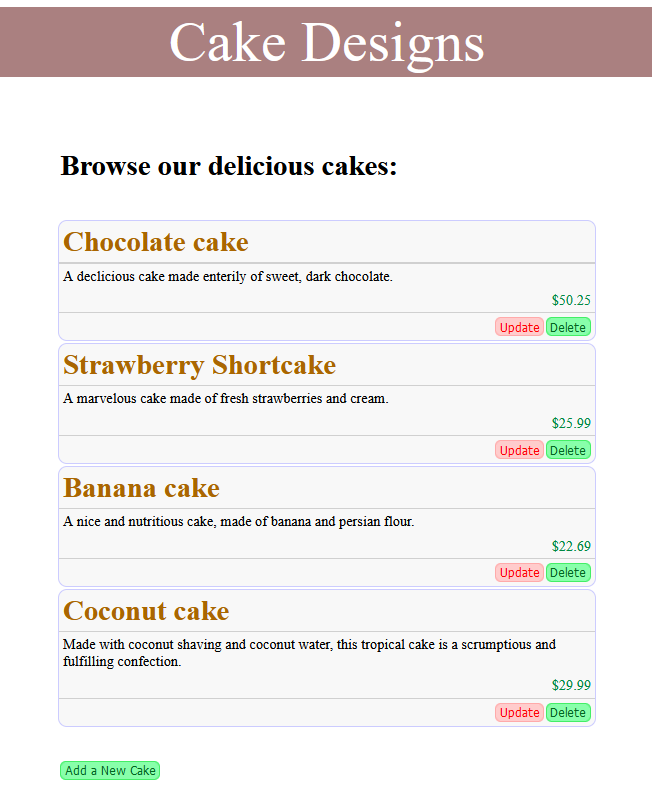 Cake Designs
Browse our delicious cakes:
Chocolate cake
A declicious cake made enterily of sweet, dark chocolate.
$50.25
Update Delete
Strawberry Shortcake
A marvelous cake made of fresh strawberries and cream.
$25.99
Update Delete
Banana cake
A nice and nutritious cake, made of banana and persian flour.
$22.69
Update Delete
Coconut cake
Made with coconut shaving and coconut water, this tropical cake is a scrumptious and
fulfilling confection.
$29.99
Update Delete
Add a New Cake